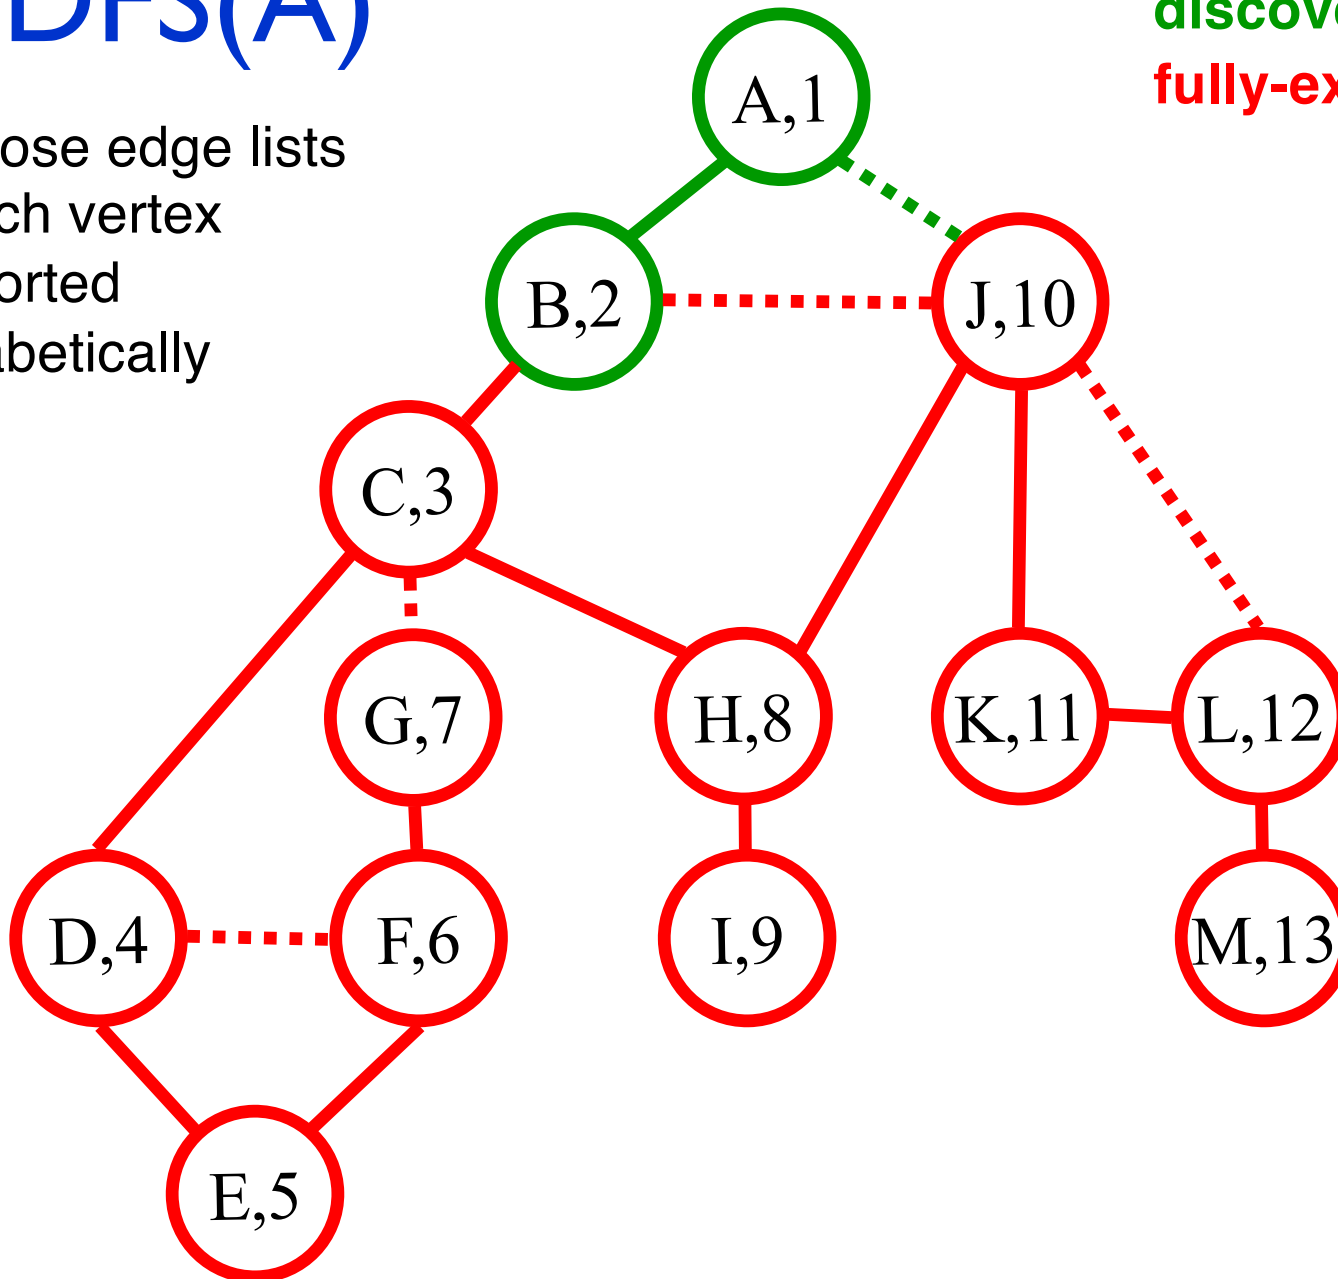 DFS(A)
discov
fully-ex
ose edge lists
ch vertex
orted
abetically
A,1
B,2
J,10
C,3
G,7
H,8
K,11
L,12
D,4
F,6
I,9
M,13
E,5